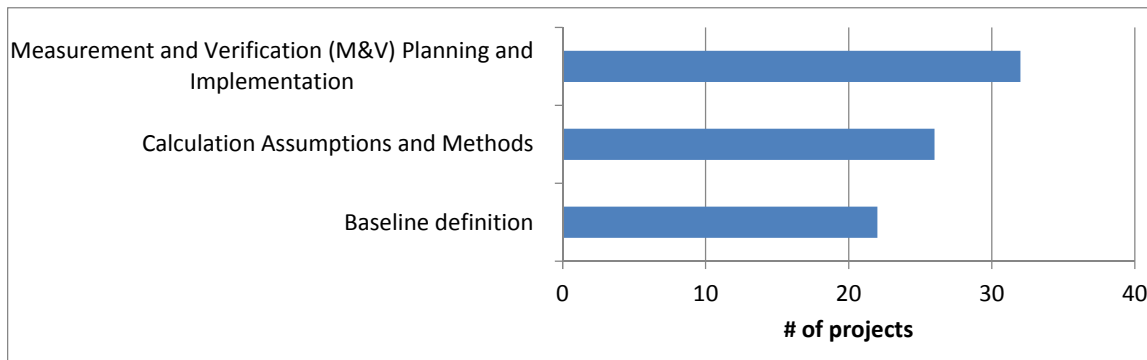 Measurement and Verification (M&V) Planning and
Implementation
Calculation Assumptions and Methods
Baseline definition
0 10 20 30 40
# of projects